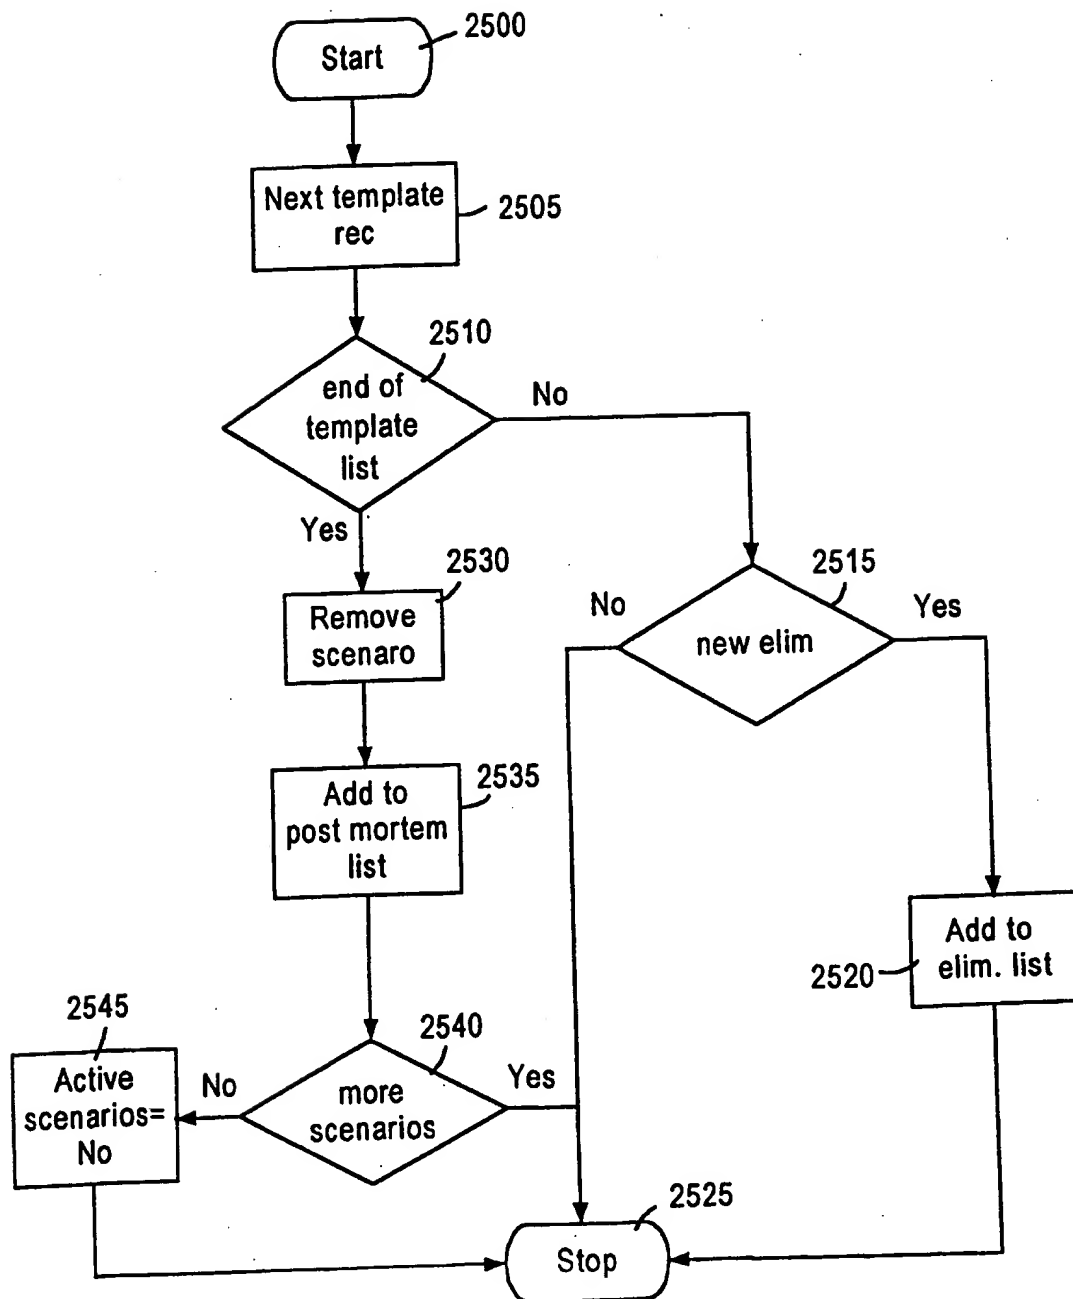 2500
Start
Next template
rec
2505
2510
end of
template
list
No
Yes
2530
Remove
scenaro
2515
No
Yes
new elim
2535
Add to
post mortem
list
Add to
elim. list
2520
2545
Active
scenarios=
No
No
2540
more
scenarios
Yes
2525
Stop